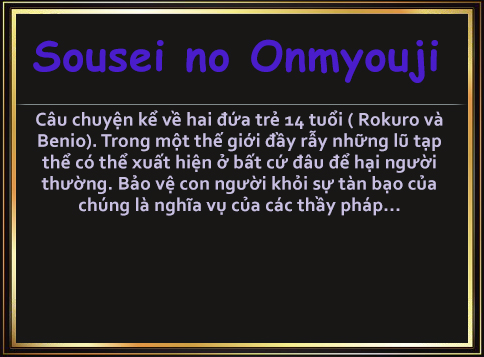 Sousei no Onmyouji
Câu chuyện kể về hai đứa trẻ 14 tuổi ( Rokuro và
Benio). Trong một thế giới đầy rẫy những lũ tạp
thể có thể xuất hiện ở bất cứ đâu để hại người
thường. Bảo vệ con người khỏi sự tàn bạo của
chúng là nghĩa vụ của các thầy pháp...